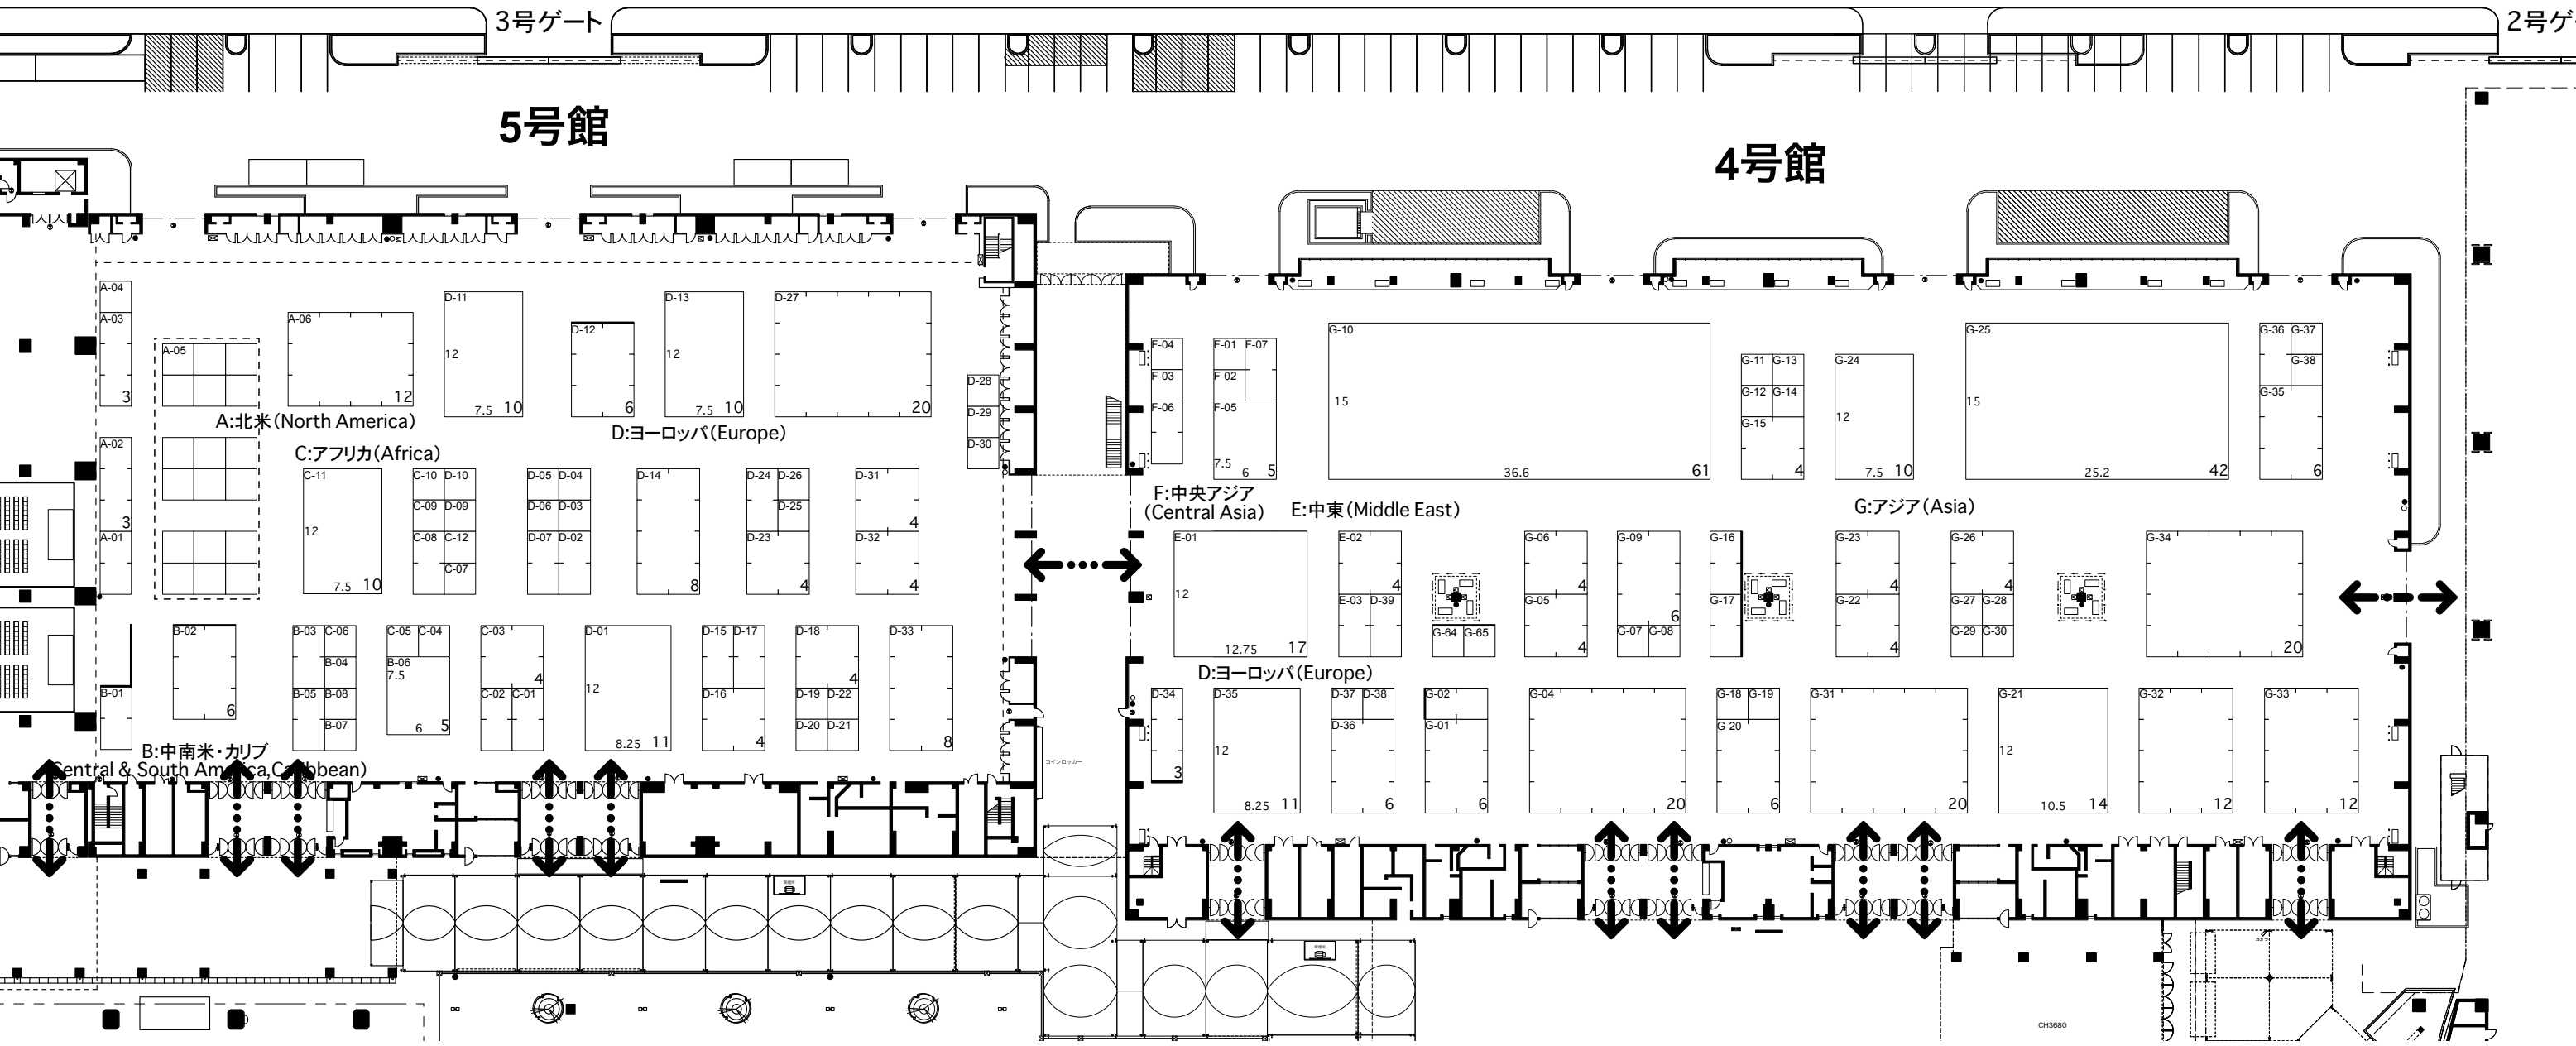 3号ゲート
2号ゲ
5号館
4号館
A-04
A-03
3
A-05
A-06
12
D-11
12
7.5 10
D-12
6
D-13
12
7.5 10
D-27
20
D-28
D-29
D-30
A:北米(North America)
D:ヨーロッパ(Europe)
C:アフリカ(Africa)
A-02
3
A-01
C-11
12
7.5 10
C-10 D-10
C-09 D-09
C-08 C-12
C-07
D-05 D-04
D-06 D-03
D-07 D-02
D-14
8
D-24 D-26
D-25
D-23
4
D-31
4
D-32
4
B-01
B-02
6
B-03 C-06
B-04
B-05 B-08
B-07
C-05 C-04
B-06
7.5
6 5
C-03
4
C-02 C-01
D-01
12
8.25 11
D-15 D-17
D-16
4
D-18
4
D-19 D-22
D-20 D-21
D-33
8
B:中南米・カリブ
Central & South America,Caribbean)
コインロッカー
F-04
F-03
F-06
F-01 F-07
F-02
F-05
7.5
6 5
G-10
15
36.6 61
G-11 G-13
G-12 G-14
G-15
4
G-24
12
7.5 10
G-25
15
25.2 42
G-36 G-37
G-38
G-35
6
F:中央アジア
(Central Asia)
E:中東(Middle East)
G:アジア(Asia)
E-01
12
12.75 17
E-02
4
E-03 D-39
G-64 G-65
G-06
4
G-05
4
G-09
6
G-07 G-08
G-16
G-17
G-23
4
G-22
4
G-26
G-27 G-28
G-29 G-30
G-34
20
D:ヨーロッパ(Europe)
D-34
3
D-35
12
8.25 11
D-37 D-38
D-36
6
G-02
G-01
6
G-04
20
G-18 G-19
G-20
6
G-31
20
G-21
12
10.5 14
G-32
12
G-33
12
CH3680